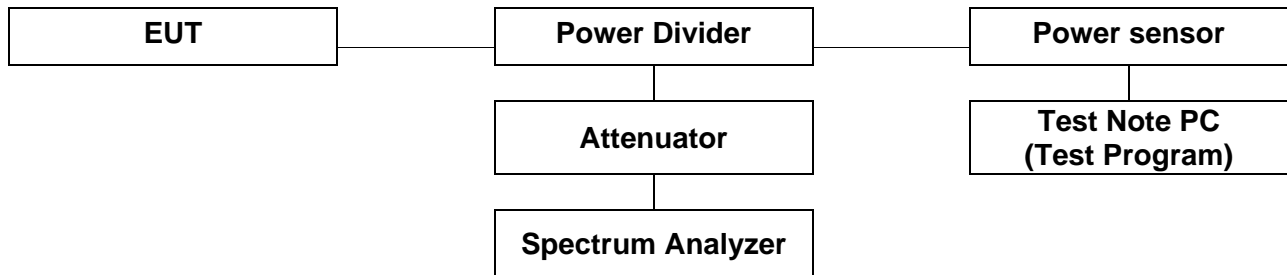 EUT
Power Divider
Power sensor
Attenuator
Test Note PC
(Test Program)
Spectrum Analyzer